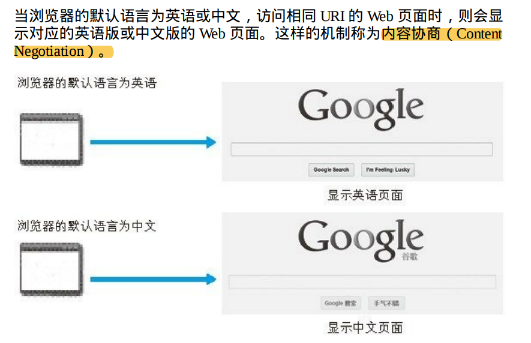 当浏览器的默认语言为英语或中文，访问相同 URI 的 Web 页面时，则会显
示对应的英语版或中文版的 Web 页面。这样的机制称为内容协商（Content
Negotiation）。
浏览器的默认语言为英语
Google
Google Search
I'm Feeling: Lucky
显示英语页面
浏览器的默认语言为中文
Google
谷歌
Google 搜索
手气不错
显示中文页面